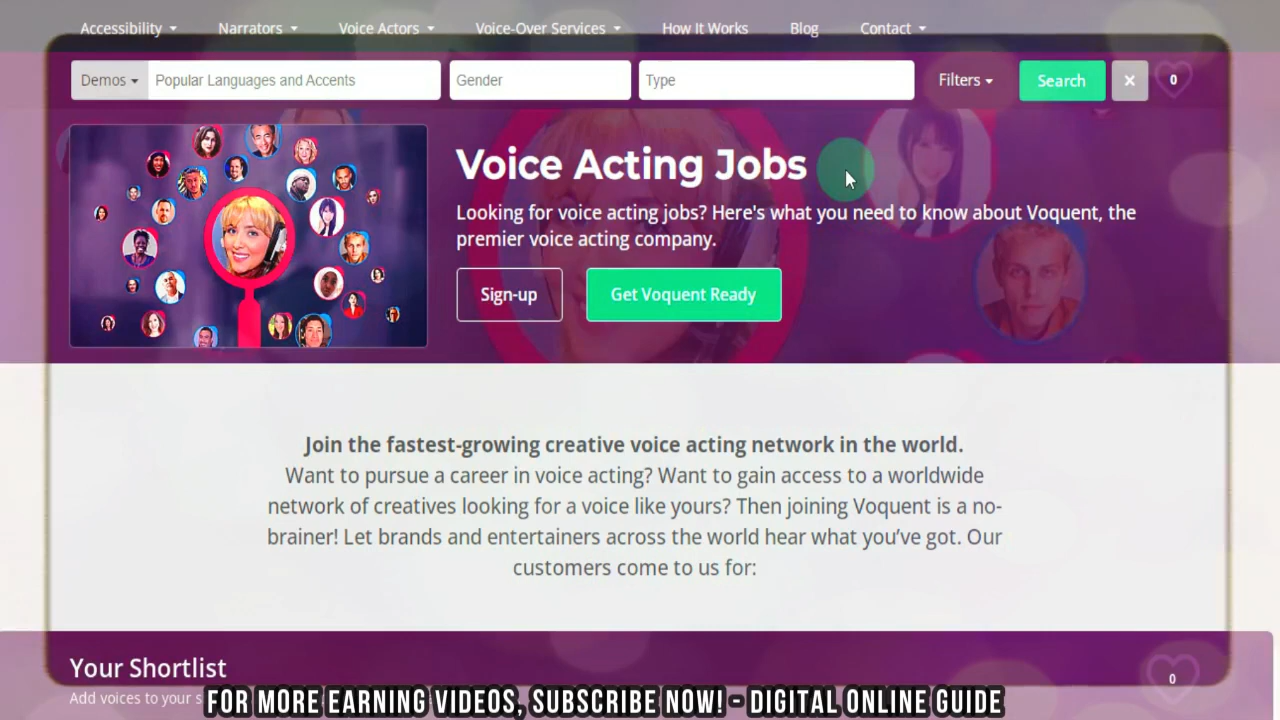 Accessibility Narrators Voice Actors Voice-Over Services How It Works Blog Contact
Demos Popular Languages and Accents Gender Type Filters Search × 0
Voice Acting Jobs
Looking for voice acting jobs? Here's what you need to know about Voquent, the
premier voice acting company.
Sign-up Get Voquent Ready
Join the fastest-growing creative voice acting network in the world.
Want to pursue a career in voice acting? Want to gain access to a worldwide
network of creatives looking for a voice like yours? Then joining Voquent is a no-
brainer! Let brands and entertainers across the world hear what you've got. Our
customers come to us for:
Your Shortlist 0
Add voices to your s
FOR MORE EARNING VIDEOS, SUBSCRIBE NOW! - DIGITAL ONLINE GUIDE